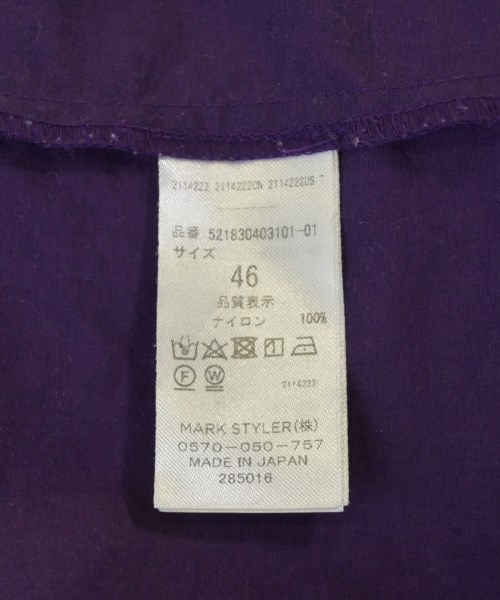 2114222 2114222CN 2114222US
品番 521830403101-01
サイズ
46
品質表示
ナイロン 100%
F W
2114222
MARK STYLER(株)
0570-050-757
MADE IN JAPAN
285016